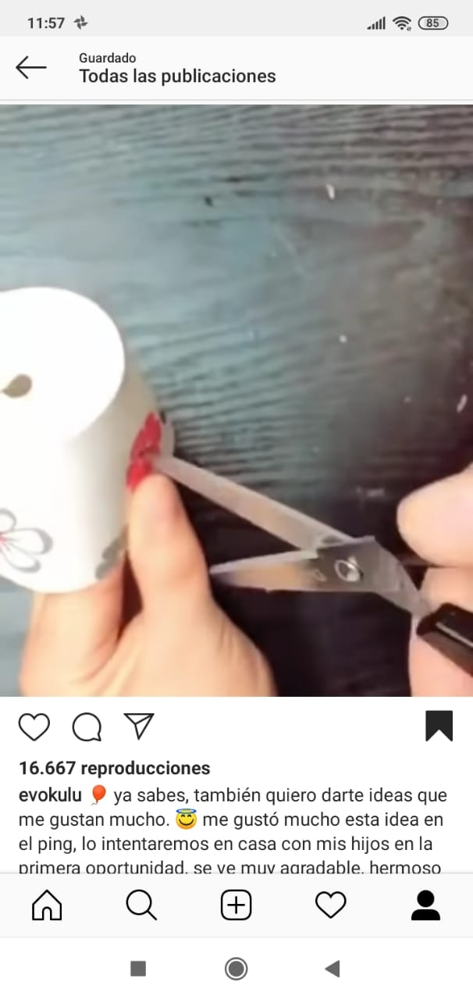 11:57
85
Guardado
Todas las publicaciones
16.667 reproducciones
evokulu 🎈 ya sabes, también quiero darte ideas que
me gustan mucho. 😇 me gustó mucho esta idea en
el ping, lo intentaremos en casa con mis hijos en la
primera oportunidad, se ve muy agradable, hermoso